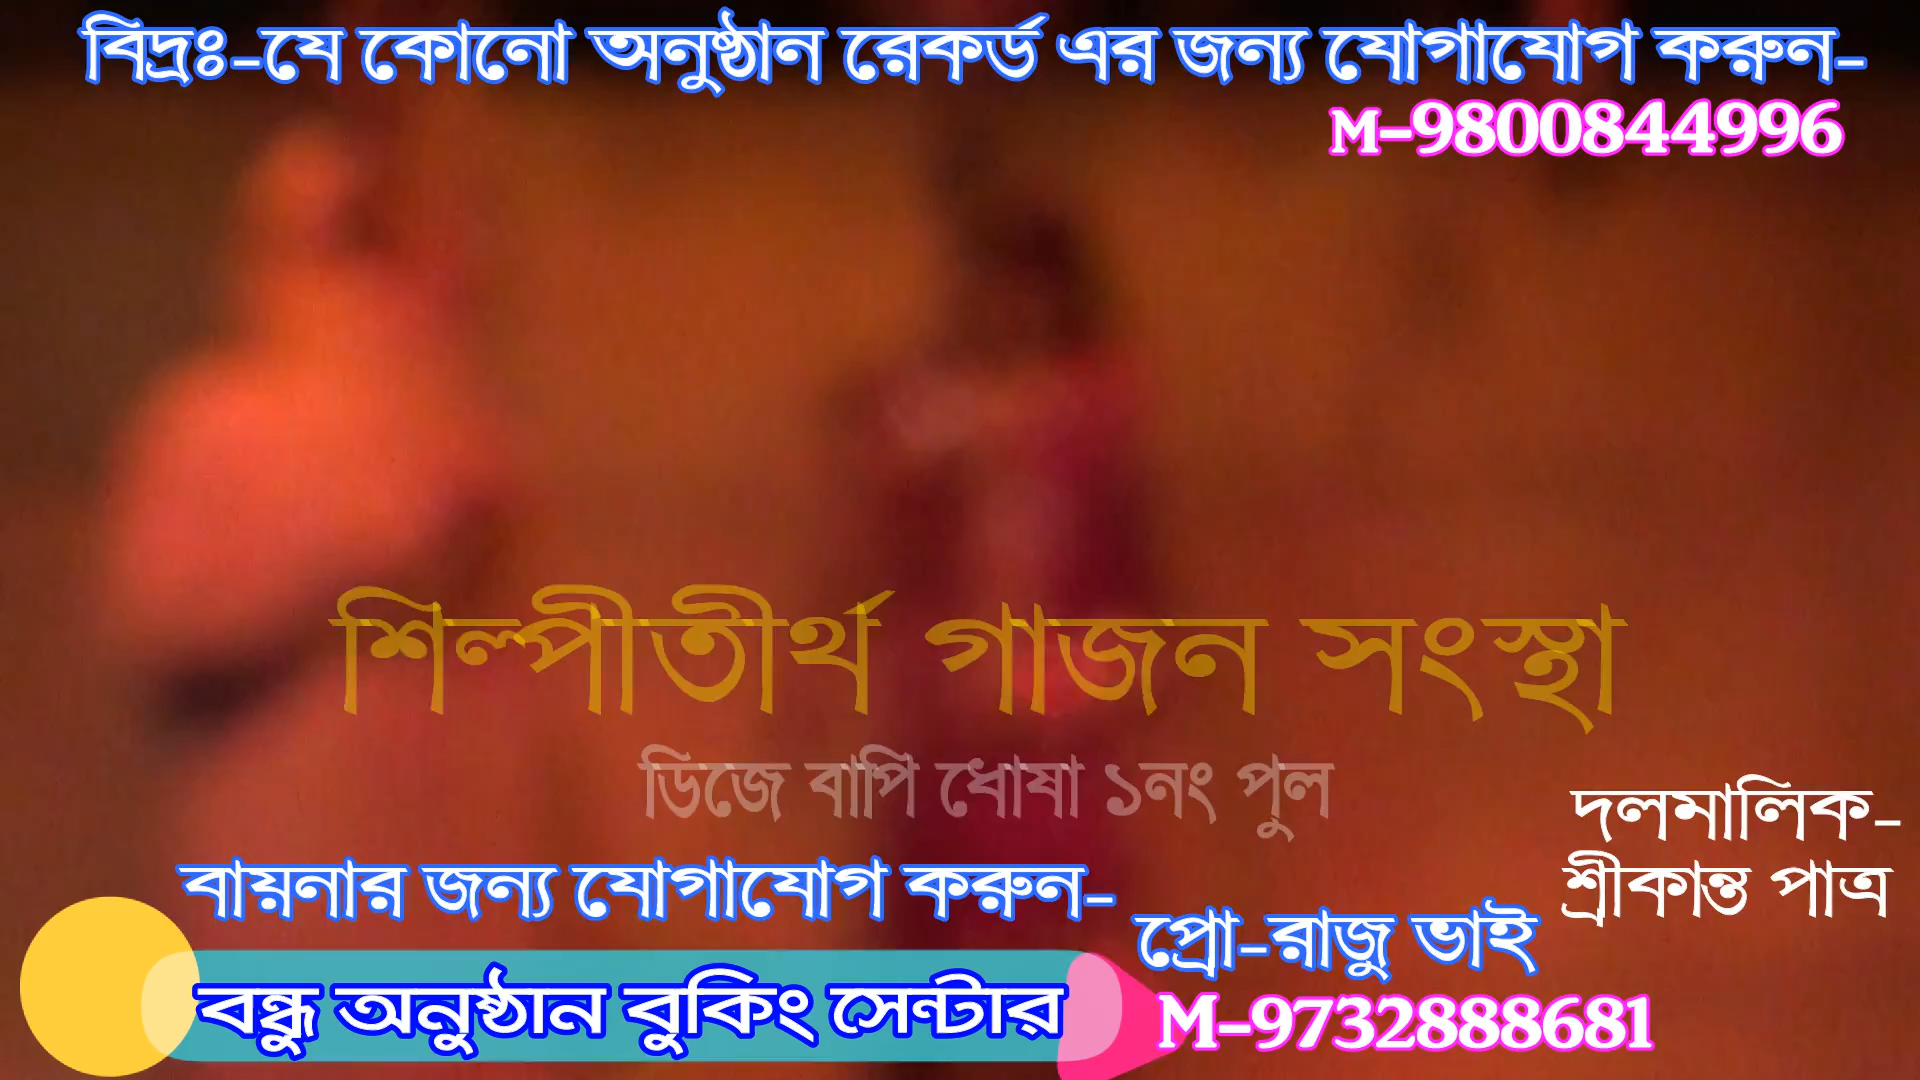 বিদ্রঃ-যে কোনো অনুষ্ঠান রেকর্ড এর জন্য যোগাযোগ করুন-
M-9800844996
শিল্পীতীর্থ গাজন সংস্থা
ডিজে বাপি ধোষা ১নং পুল
দলমালিক-
শ্রীকান্ত পাত্র
বায়নার জন্য যোগাযোগ করুন-
প্রো-রাজু ভাই
বন্ধু অনুষ্ঠান বুকিং সেন্টার
M-9732888681